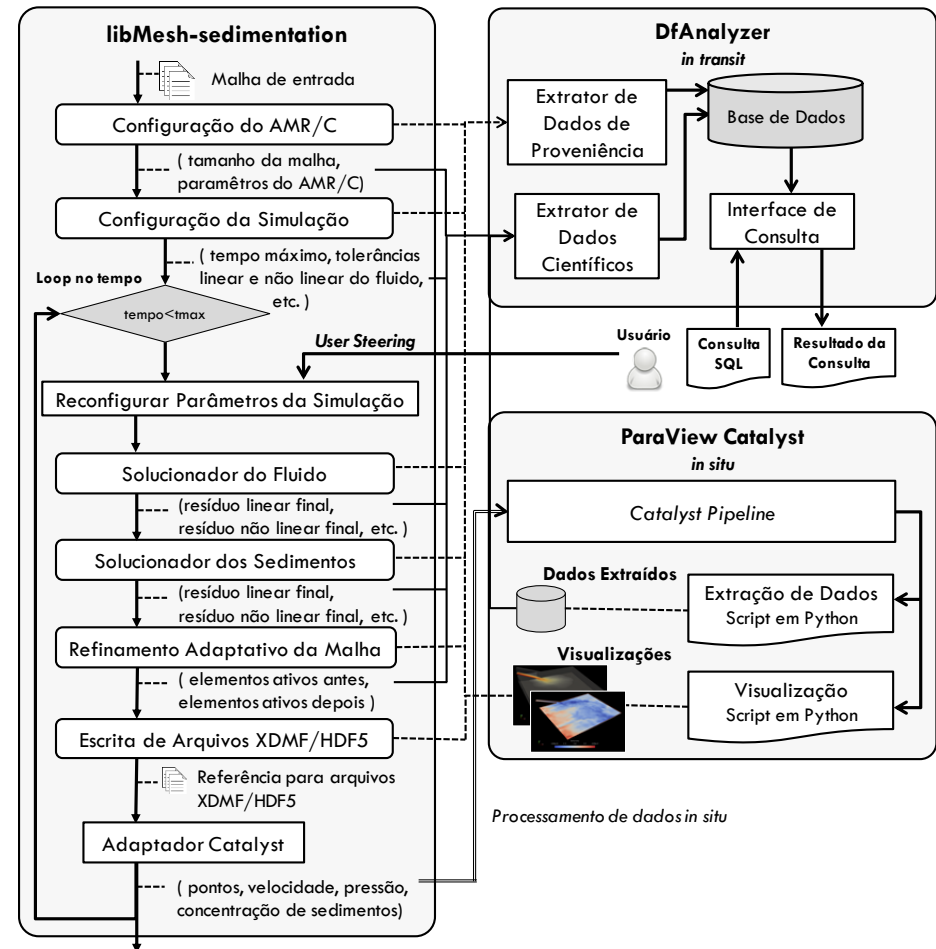 libMesh-sedimentation
Malha de entrada
Configuração do AMR/C
( tamanho da malha,
paramêtros do AMR/C)
Configuração da Simulação
( tempo máximo, tolerâncias
linear e não linear do fluido,
etc. )
Loop no tempo
tempo<tmax
User Steering
Reconfigurar Parâmetros da Simulação
Solucionador do Fluido
(resíduo linear final,
resíduo não linear final, etc. )
Solucionador dos Sedimentos
(resíduo linear final,
resíduo não linear final, etc. )
Refinamento Adaptativo da Malha
( elementos ativos antes,
elementos ativos depois )
Escrita de Arquivos XDMF/HDF5
Referência para arquivos
XDMF/HDF5
Adaptador Catalyst
( pontos, velocidade, pressão,
concentração de sedimentos)
DfAnalyzer
in transit
Extrator de
Dados de
Proveniência
Base de Dados
Extrator de
Dados
Científicos
Interface de
Consulta
Usuário
Consulta
SQL
Resultado da
Consulta
ParaView Catalyst
in situ
Catalyst Pipeline
Dados Extraídos
Extração de Dados
Script em Python
Visualizações
Visualização
Script em Python
Processamento de dados in situ